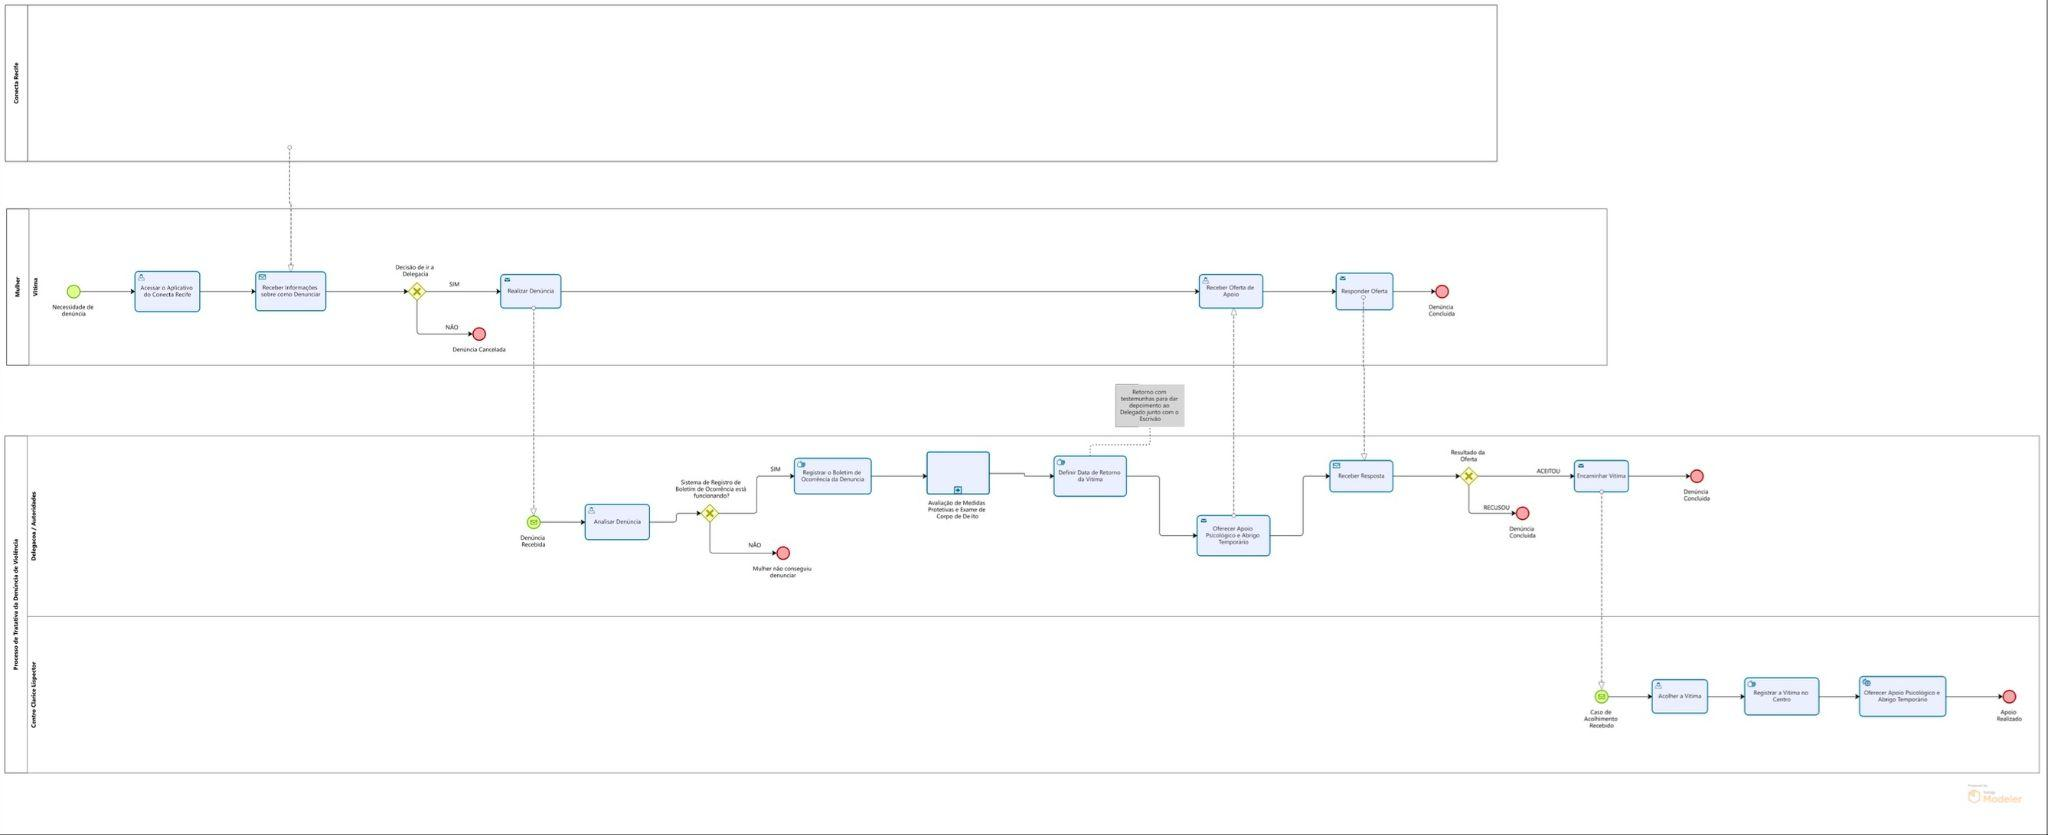 Conecta Recife
Mulher
Vítima
Necessidade de
denúncia
Acessar o Aplicativo
do Conecta Recife
Receber Informações
sobre como Denunciar
Decisão de ir a
Delegacia
SIM
NÃO
Denúncia Cancelada
Realizar Denúncia
Receber Oferta de
Apoio
Responder Oferta
Denúncia
Concluída
Retorno com
testemunhas para dar
depoimento ao
Delegado junto com o
Escrivão
Processo de Tratativa da Denúncia de Violência
Delegacoa / Autoridades
Denúncia
Recebida
Analisar Denúncia
Sistema de Registro de
Boletim de Ocorrência está
funcionando?
SIM
NÃO
Mulher não conseguiu
denunciar
Registrar o Boletim de
Ocorrência da Denuncia
Avaliação de Medidas
Protetivas e Exame de
Corpo de Delito
Definir Data de Retorno
da Vítima
Oferecer Apoio
Psicológico e Abrigo
Temporário
Receber Resposta
Resultado da
Oferta
ACEITOU
RECUSOU
Denúncia
Concluída
Encaminhar Vítima
Denúncia
Concluída
Centro Clarice Lispector
Caso de
Acolhimento
Recebido
Acolher a Vítima
Registrar a Vítima no
Centro
Oferecer Apoio Psicológico e
Abrigo Temporário
Apoio
Realizado
Powered by
bizagi
Modeler